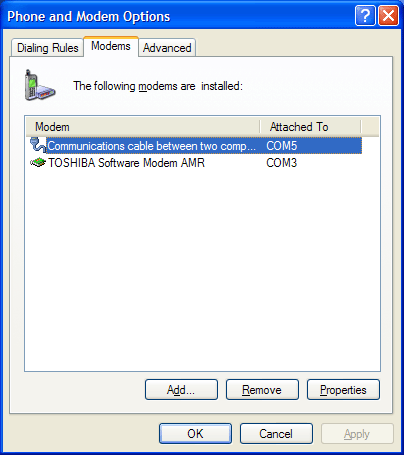 Phone and Modem Options
Dialing Rules Modems Advanced
The following modems are installed:
Modem Attached To
Communications cable between two comp... COM5
TOSHIBA Software Modem AMR COM3
Add... Remove Properties
OK Cancel Apply